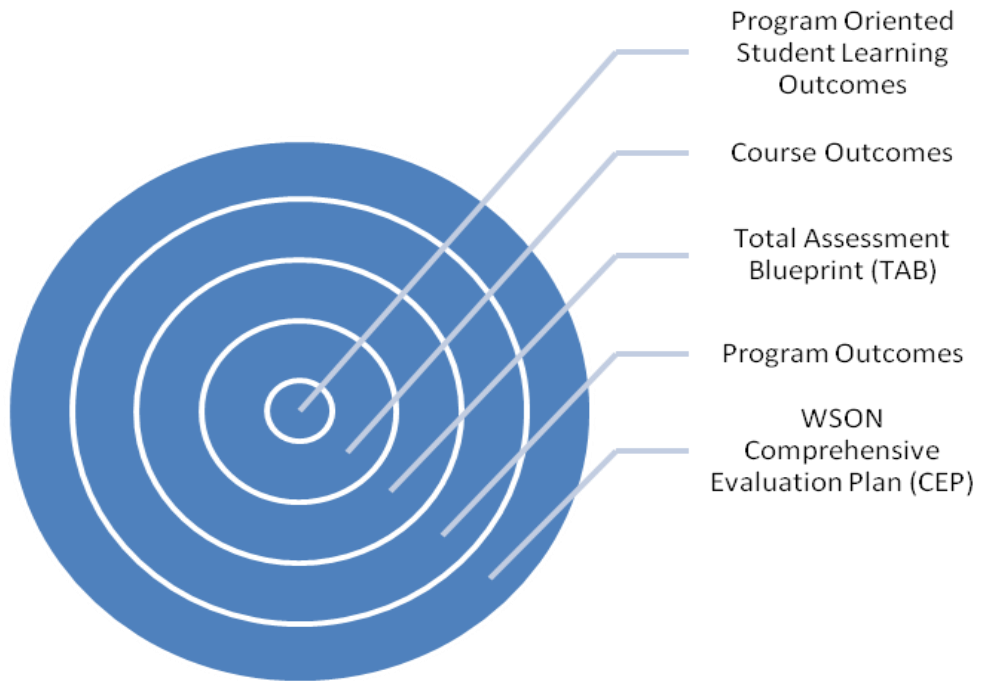 Program Oriented
Student Learning
Outcomes
Course Outcomes
Total Assessment
Blueprint (TAB)
Program Outcomes
WSON
Comprehensive
Evaluation Plan (CEP)